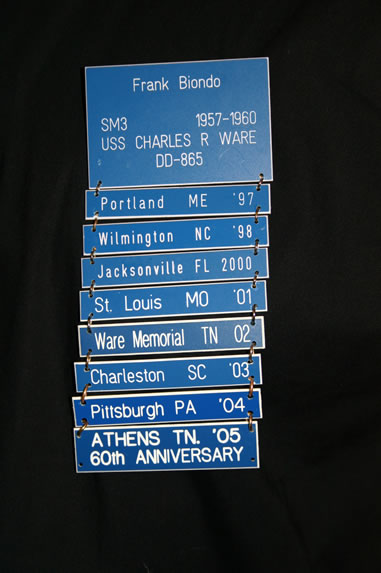 Frank Biondo
SM3 1957-1960
USS CHARLES R WARE
DD-865
Portland ME '97
Wilmington NC '98
Jacksonville FL 2000
St. Louis MO '01
Ware Memorial TN 02
Charleston SC '03
Pittsburgh PA '04
ATHENS TN. '05
60th ANNIVERSARY